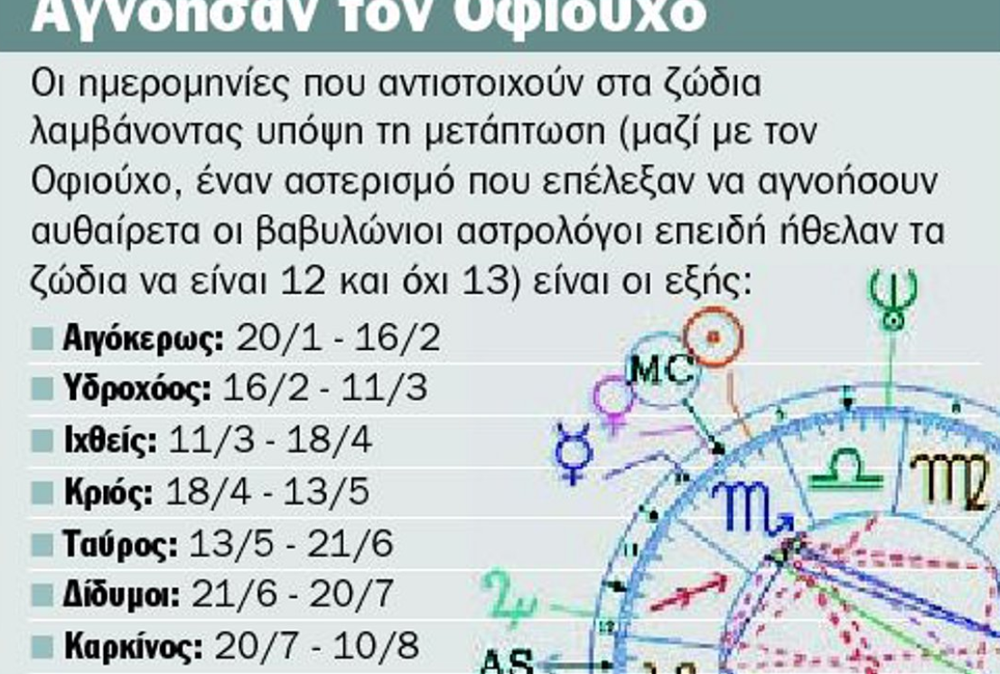 Αγνόησαν τον Οφιούχο
Οι ημερομηνίες που αντιστοιχούν στα ζώδια
λαμβάνοντας υπόψη τη μετάπτωση (μαζί με τον
Οφιούχο, έναν αστερισμό που επέλεξαν να αγνοήσουν
αυθαίρετα οι βαβυλώνιοι αστρολόγοι επειδή ήθελαν τα
ζώδια να είναι 12 και όχι 13) είναι οι εξής:
Αιγόκερως: 20/1 - 16/2
Υδροχόος: 16/2 - 11/3
Ιχθείς: 11/3 - 18/4
Κριός: 18/4 - 13/5
Ταύρος: 13/5 - 21/6
Δίδυμοι: 21/6 - 20/7
Καρκίνος: 20/7 - 10/8
MC
11
12
AS